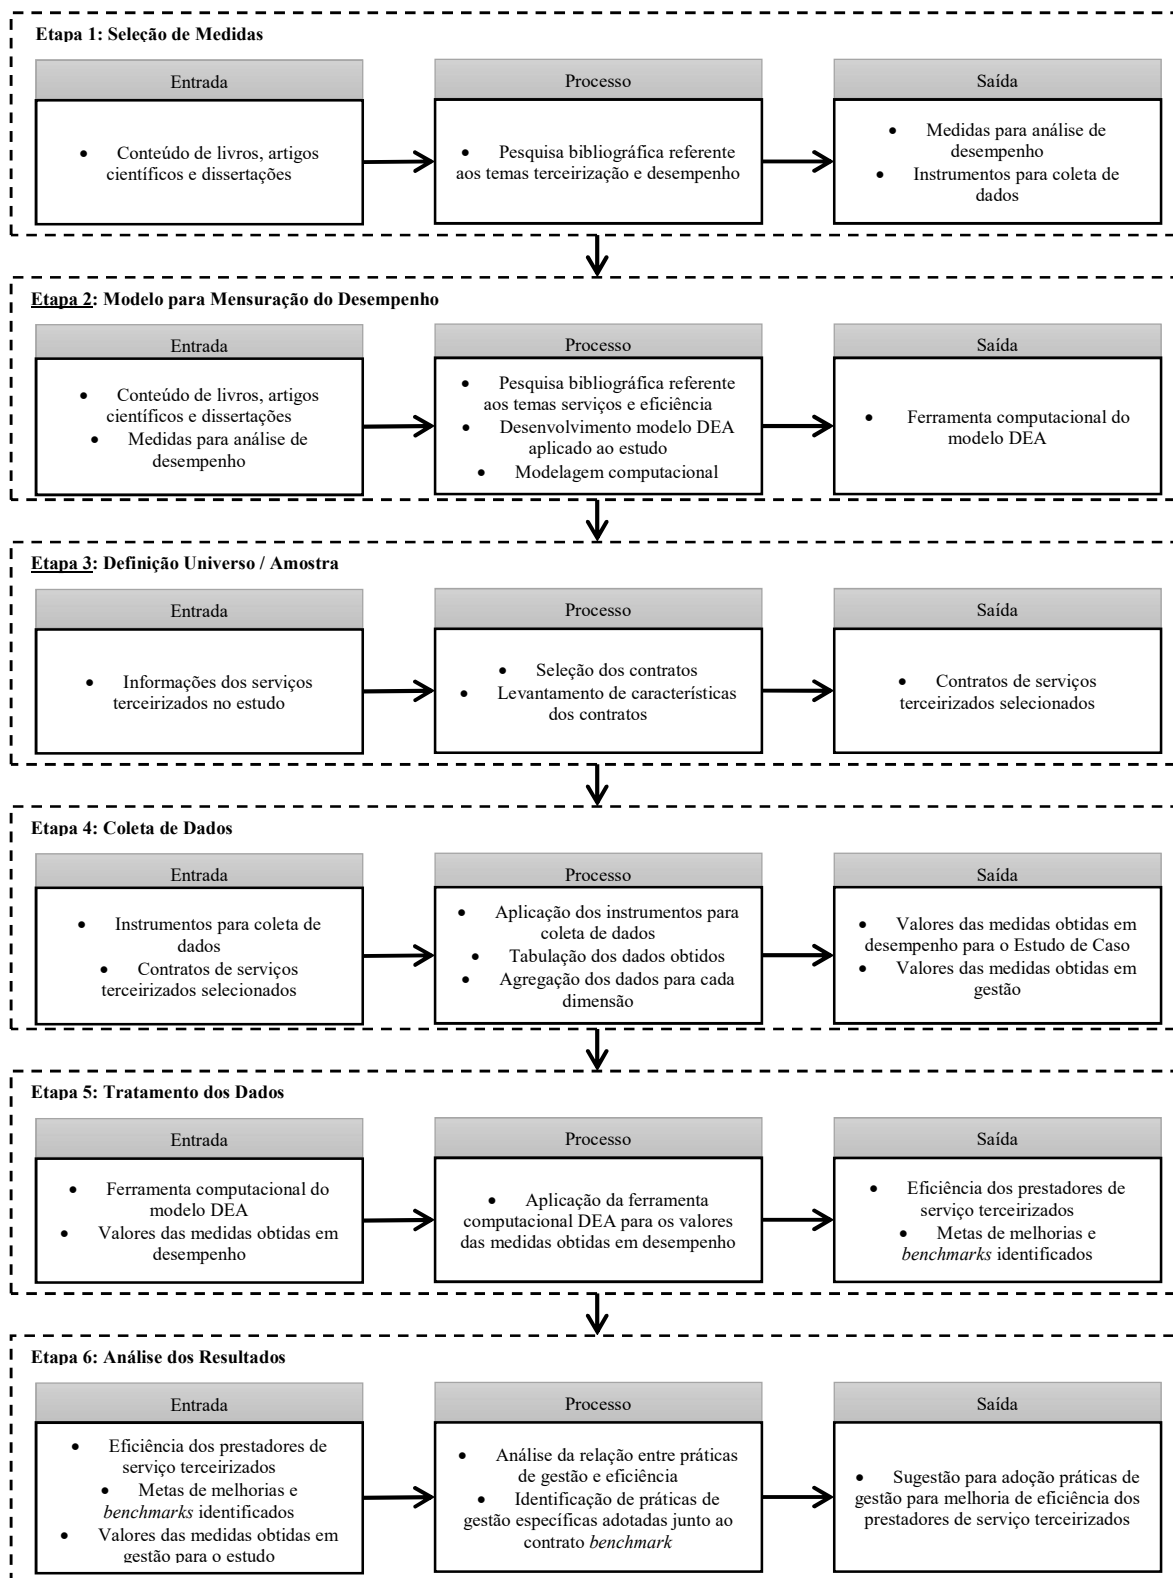 Etapa 1: Seleção de Medidas
Entrada
• Conteúdo de livros, artigos
científicos e dissertações
Processo
• Pesquisa bibliográfica referente
aos temas terceirização e desempenho
Saída
• Medidas para análise de
desempenho
• Instrumentos para coleta de
dados
Etapa 2: Modelo para Mensuração do Desempenho
Entrada
• Conteúdo de livros, artigos
científicos e dissertações
• Medidas para análise de
desempenho
Processo
• Pesquisa bibliográfica referente
aos temas serviços e eficiência
• Desenvolvimento modelo DEA
aplicado ao estudo
• Modelagem computacional
Saída
• Ferramenta computacional do
modelo DEA
Etapa 3: Definição Universo / Amostra
Entrada
• Informações dos serviços
terceirizados no estudo
Processo
• Seleção dos contratos
• Levantamento de características
dos contratos
Saída
• Contratos de serviços
terceirizados selecionados
Etapa 4: Coleta de Dados
Entrada
• Instrumentos para coleta de
dados
• Contratos de serviços
terceirizados selecionados
Processo
• Aplicação dos instrumentos para
coleta de dados
• Tabulação dos dados obtidos
• Agregação dos dados para cada
dimensão
Saída
• Valores das medidas obtidas em
desempenho para o Estudo de Caso
• Valores das medidas obtidas em
gestão
Etapa 5: Tratamento dos Dados
Entrada
• Ferramenta computacional do
modelo DEA
• Valores das medidas obtidas em
desempenho
Processo
• Aplicação da ferramenta
computacional DEA para os valores
das medidas obtidas em desempenho
Saída
• Eficiência dos prestadores de
serviço terceirizados
• Metas de melhorias e
benchmarks identificados
Etapa 6: Análise dos Resultados
Entrada
• Eficiência dos prestadores de
serviço terceirizados
• Metas de melhorias e
benchmarks identificados
• Valores das medidas obtidas em
gestão para o estudo
Processo
• Análise da relação entre práticas
de gestão e eficiência
• Identificação de práticas de
gestão específicas adotadas junto ao
contrato benchmark
Saída
• Sugestão para adoção práticas de
gestão para melhoria de eficiência dos
prestadores de serviço terceirizados